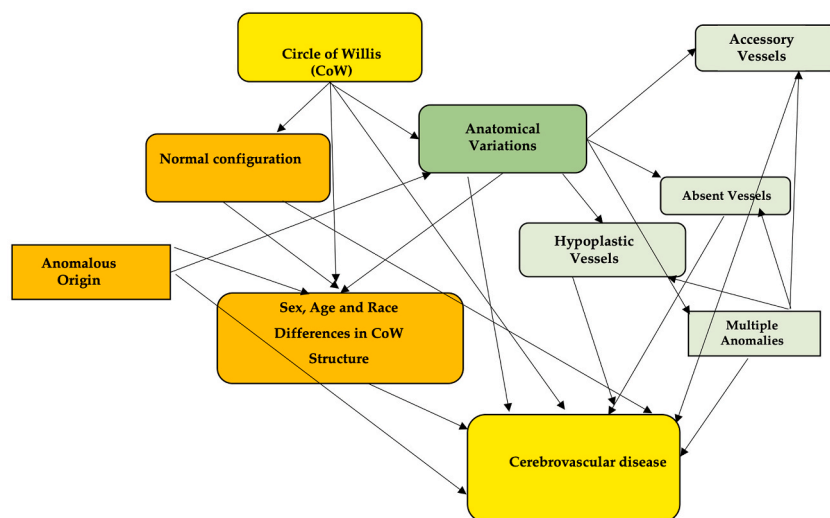 Circle of Willis
(CoW)
Accessory
Vessels
Anatomical
Variations
Normal configuration
Absent Vessels
Hypoplastic
Vessels
Anomalous
Origin
Sex, Age and Race
Differences in CoW
Structure
Multiple
Anomalies
Cerebrovascular disease